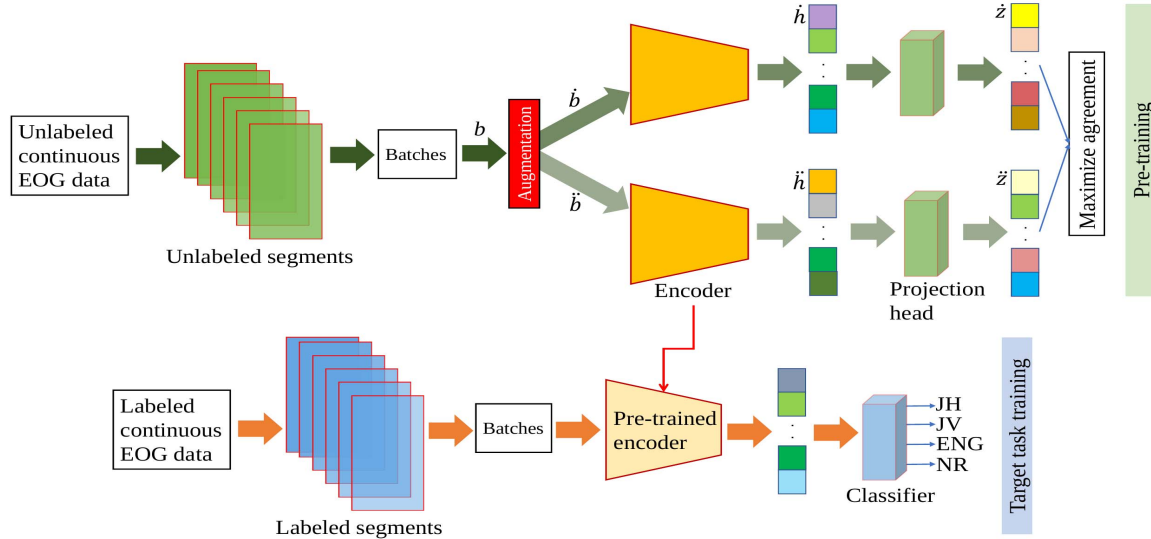 Unlabeled
continuous
EOG data
Unlabeled segments
Batches
b
Augmentation
ḃ
b̈
Encoder
ḣ
ḧ
Projection
head
ż
z̈
Maximize agreement
Pre-training
Labeled
continuous
EOG data
Labeled segments
Batches
Pre-trained
encoder
Classifier
JH
JV
ENG
NR
Target task training